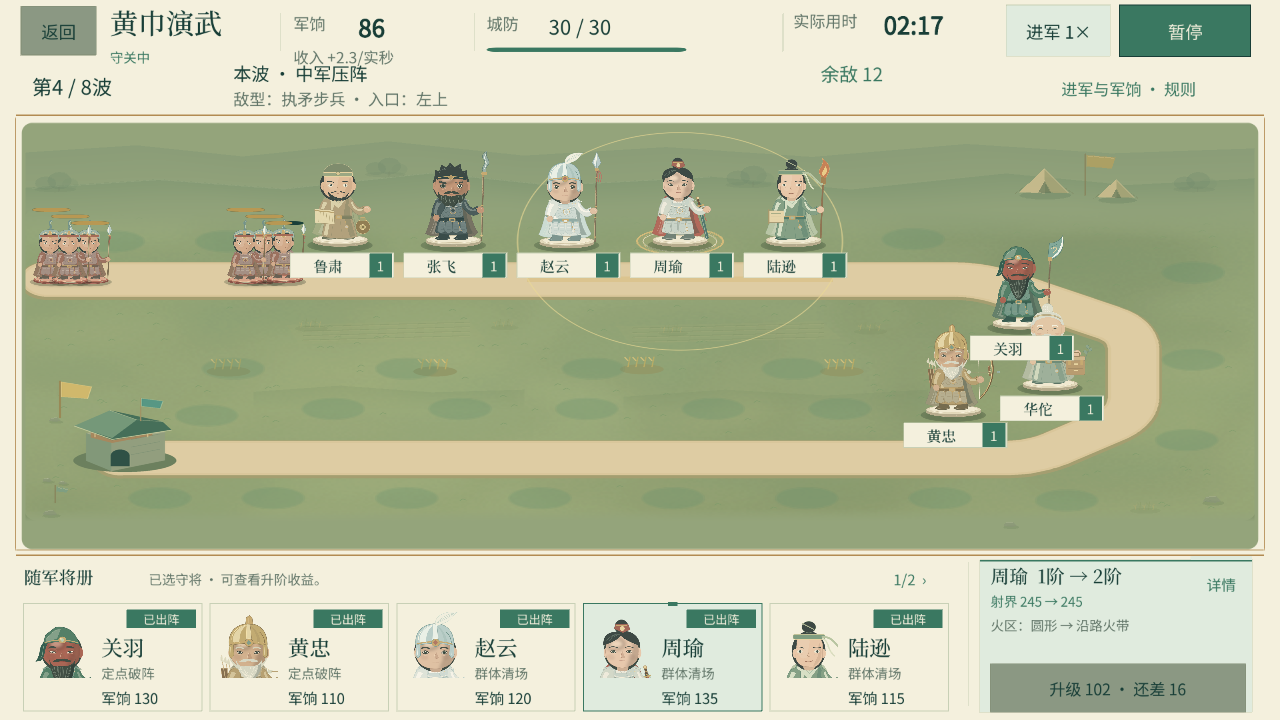 返回
黄巾演武
守关中
军饷 86
收入 +2.3/实秒
城防 30 / 30
实际用时 02:17
进军 1×
暂停
第4 / 8波
本波 · 中军压阵
敌型：执矛步兵 · 入口：左上
余敌 12
进军与军饷 · 规则
鲁肃 1
张飞 1
赵云 1
周瑜 1
陆逊 1
关羽 1
华佗 1
黄忠 1
随军将册
已选守将 · 可查看升阶收益。
1/2 ›
已出阵
关羽
定点破阵
军饷 130
已出阵
黄忠
定点破阵
军饷 110
已出阵
赵云
群体清场
军饷 120
已出阵
周瑜
群体清场
军饷 135
已出阵
陆逊
群体清场
军饷 115
周瑜 1阶 → 2阶
详情
射界 245 → 245
火区：圆形 → 沿路火带
升级 102 · 还差 16